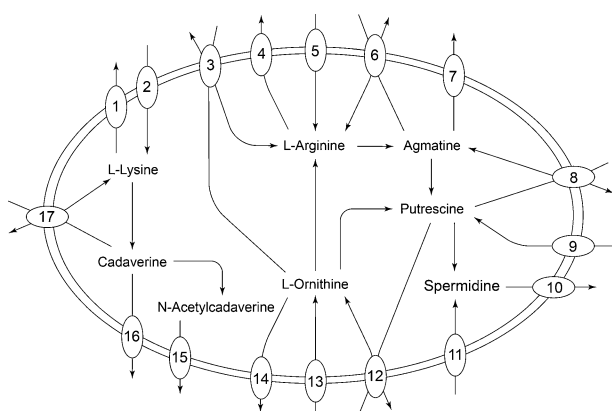 5
3
4
6
7
2
1
L-Arginine
Agmatine
L-Lysine
8
Putrescine
17
9
Cadaverine
L-Ornithine
Spermidine
10
N-Acetylcadaverine
16
15
11
14
13
12